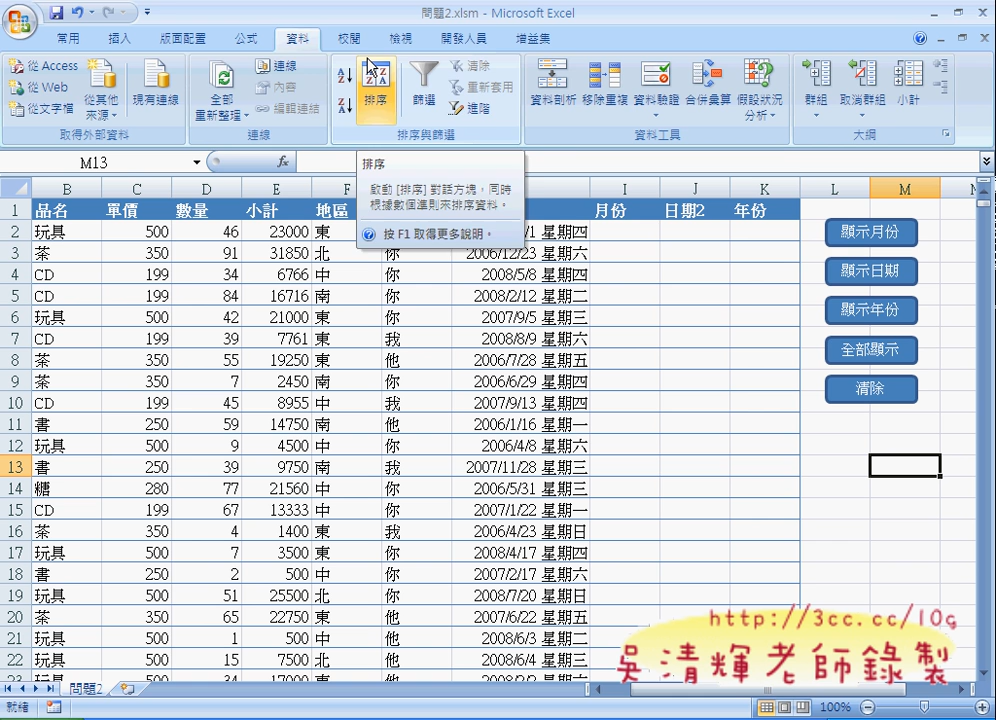 問題2.xlsm - Microsoft Excel
常用 插入 版面配置 公式 資料 校閱 檢視 開發人員 增益集
從 Access
從 Web
從文字檔
從其他來源
現有連線
取得外部資料
全部重新整理
連線
內容
編輯連結
連線
排序
篩選
清除
重新套用
進階
排序與篩選
資料剖析 移除重複 資料驗證 合併彙算 假設狀況分析
資料工具
群組 取消群組 小計
大綱
M13 fx
排序
啟動 [排序] 對話方塊，同時
根據數個準則來排序資料。
按 F1 取得更多說明。
B C D E F I J K L M
1 品名 單價 數量 小計 地區 月份 日期2 年份
2 玩具 500 46 23000 東 /1 星期四
3 茶 350 91 31850 北 你 2006/12/23 星期六
4 CD 199 34 6766 中 你 2008/5/8 星期四
5 CD 199 84 16716 南 你 2008/2/12 星期二
6 玩具 500 42 21000 東 你 2007/9/5 星期三
7 CD 199 39 7761 東 我 2008/8/9 星期六
8 茶 350 55 19250 東 他 2006/7/28 星期五
9 茶 350 7 2450 南 你 2006/6/29 星期四
10 CD 199 45 8955 中 我 2007/9/13 星期四
11 書 250 59 14750 南 他 2006/1/16 星期一
12 玩具 500 9 4500 中 你 2006/4/8 星期六
13 書 250 39 9750 南 我 2007/11/28 星期三
14 糖 280 77 21560 中 你 2006/5/31 星期三
15 CD 199 67 13333 中 你 2007/1/22 星期一
16 茶 350 4 1400 東 我 2006/4/23 星期日
17 玩具 500 7 3500 東 你 2008/4/17 星期四
18 書 250 2 500 中 你 2007/2/17 星期六
19 玩具 500 51 25500 北 你 2008/7/20 星期日
20 茶 350 65 22750 東 他 2007/6/22 星期五
21 玩具 500 1 500 中 他 2008/6/3 星期二
22 玩具 500 15 7500 北 他 2008/6/4 星期三
顯示月份
顯示日期
顯示年份
全部顯示
清除
http://3cc.cc/10g
吳清輝老師錄製
問題2
就緒
100%